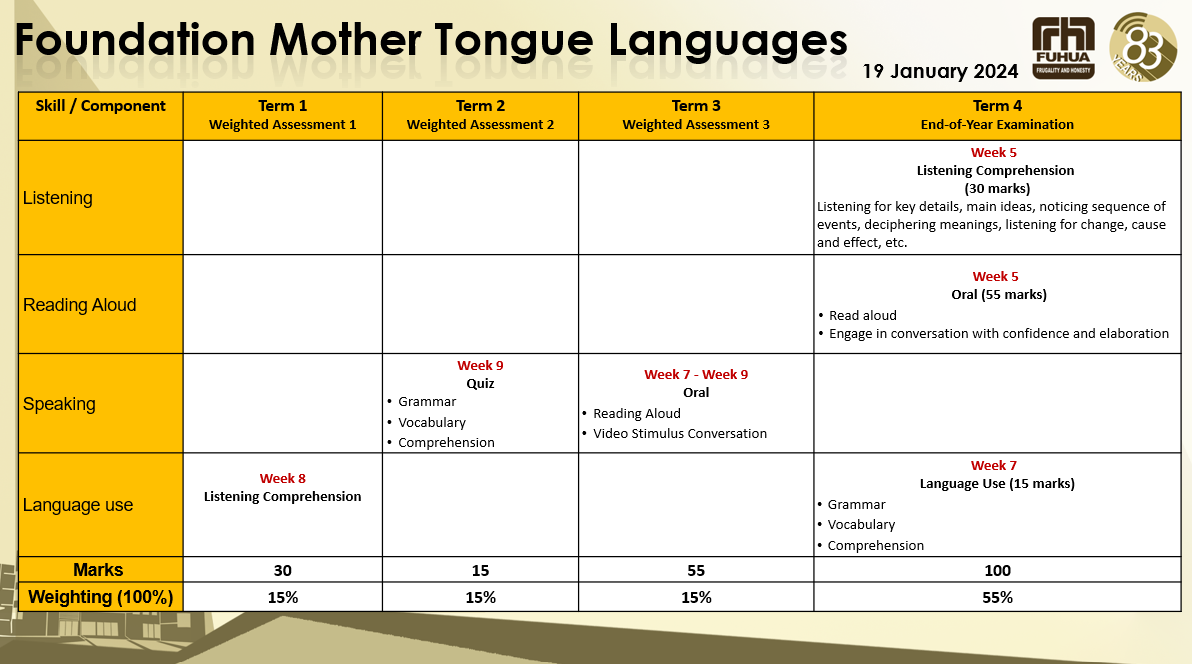 Foundation Mother Tongue Languages
19 January 2024
FUHUA
FRUGALITY AND HONESTY
83
YEARS
Skill / Component
Term 1
Weighted Assessment 1
Term 2
Weighted Assessment 2
Term 3
Weighted Assessment 3
Term 4
End-of-Year Examination
Listening
Week 5
Listening Comprehension
(30 marks)
Listening for key details, main ideas, noticing sequence of
events, deciphering meanings, listening for change, cause
and effect, etc.
Reading Aloud
Week 5
Oral (55 marks)
• Read aloud
• Engage in conversation with confidence and elaboration
Speaking
Week 9
Quiz
• Grammar
• Vocabulary
• Comprehension
Week 7 - Week 9
Oral
• Reading Aloud
• Video Stimulus Conversation
Language use
Week 8
Listening Comprehension
Week 7
Language Use (15 marks)
• Grammar
• Vocabulary
• Comprehension
Marks
30
15
55
100
Weighting (100%)
15%
15%
15%
55%